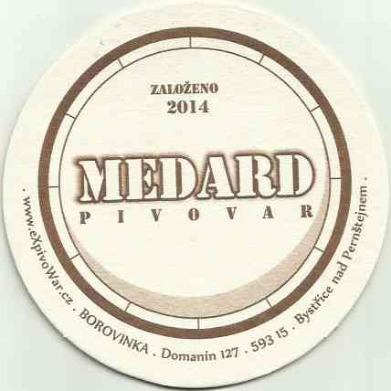 ZALOŽENO
2014
MEDARD
PIVOVAR
. www.eXpivoWar.cz . BOROVINKA . Domanín 127 . 593 15 . Bystřice nad Pernštejnem .